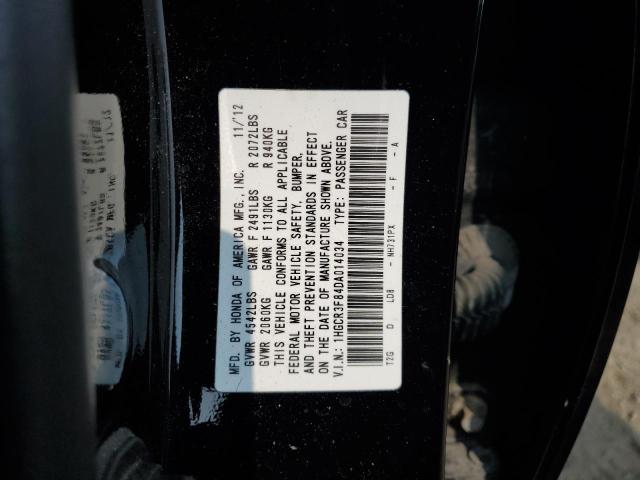 MFD. BY HONDA OF AMERICA MFG., INC. 11/12
GVWR 4542LBS GAWR F 2491LBS R 2072LBS
GVWR 2060KG GAWR F 1130KG R 940KG
THIS VEHICLE CONFORMS TO ALL APPLICABLE
FEDERAL MOTOR VEHICLE SAFETY, BUMPER,
AND THEFT PREVENTION STANDARDS IN EFFECT
ON THE DATE OF MANUFACTURE SHOWN ABOVE.
V.I.N.: 1HGCR3F84DA014034 TYPE: PASSENGER CAR
T2G D LD8 - NH731PX - F - A